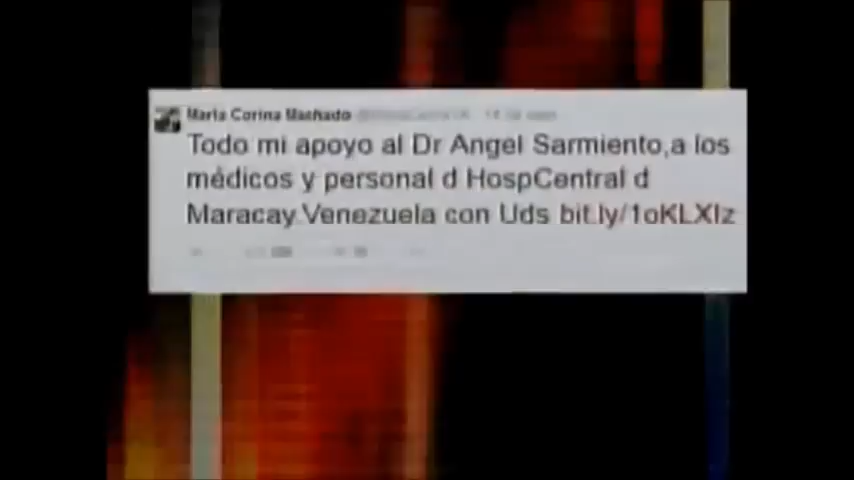 María Corina Machado
Todo mi apoyo al Dr Angel Sarmiento,a los
médicos y personal d HospCentral d
Maracay.Venezuela con Uds bit.ly/1oKLXIz